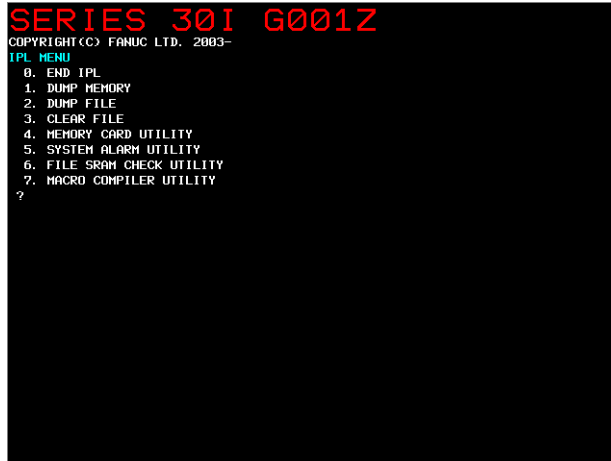 SERIES 30I G001Z
COPYRIGHT(C) FANUC LTD. 2003-
IPL MENU
0. END IPL
1. DUMP MEMORY
2. DUMP FILE
3. CLEAR FILE
4. MEMORY CARD UTILITY
5. SYSTEM ALARM UTILITY
6. FILE SRAM CHECK UTILITY
7. MACRO COMPILER UTILITY
?